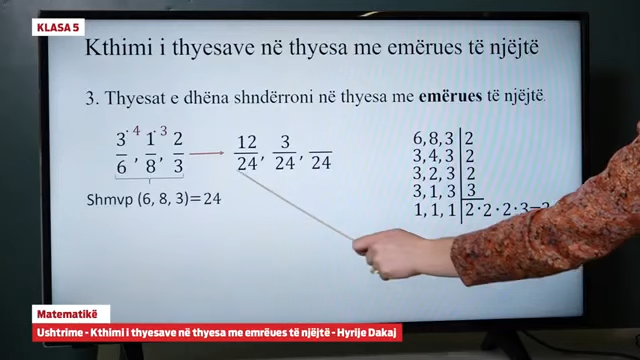 KLASA 5
Kthimi i thyesave në thyesa me emërues të njëjtë
3. Thyesat e dhëna shndërroni në thyesa me emërues të njëjtë.
3·4/6, 1·3/8, 2/3 → 12/24, 3/24, /24
Shmvp (6, 8, 3)=24
6, 8, 3 | 2
3, 4, 3 | 2
3, 2, 3 | 2
3, 1, 3 | 3
1, 1, 1 | 2·2·2·3=
Matematikë
Ushtrime - Kthimi i thyesave në thyesa me emrëues të njëjtë - Hyrije Dakaj